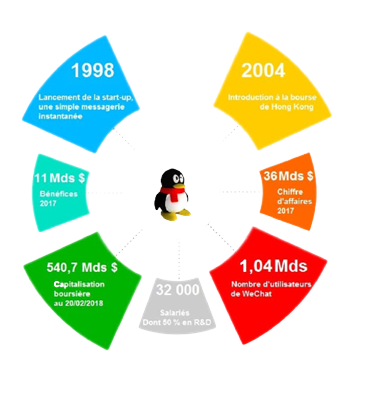 1998
Lancement de la start-up,
une simple messagerie
instantanée
2004
Introduction à la bourse
de Hong Kong
11 Mds $
Bénéfices
2017
36 Mds $
Chiffre
d'affaires
2017
540,7 Mds $
Capitalisation
boursière
au 20/02/2018
1,04 Mds
Nombre d'utilisateurs
de WeChat
32 000
Salariés
Dont 80 % en R&D